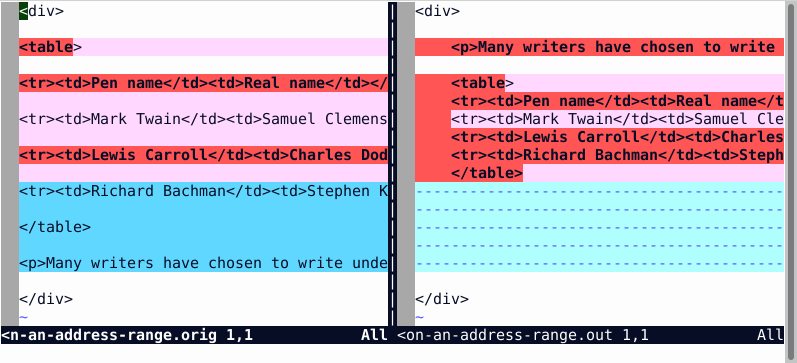 <div>
<table>
<tr><td>Pen name</td><td>Real name</td></
<tr><td>Mark Twain</td><td>Samuel Clemens
<tr><td>Lewis Carroll</td><td>Charles Dod
<tr><td>Richard Bachman</td><td>Stephen K
</table>
<p>Many writers have chosen to write unde
</div>
~
<n-an-address-range.orig 1,1 All
<div>
<p>Many writers have chosen to write
<table>
<tr><td>Pen name</td><td>Real name</t
<tr><td>Mark Twain</td><td>Samuel Cle
<tr><td>Lewis Carroll</td><td>Charles
<tr><td>Richard Bachman</td><td>Steph
</table>
-----------------------------------------
-----------------------------------------
-----------------------------------------
-----------------------------------------
-----------------------------------------
</div>
~
<on-an-address-range.out 1,1 All